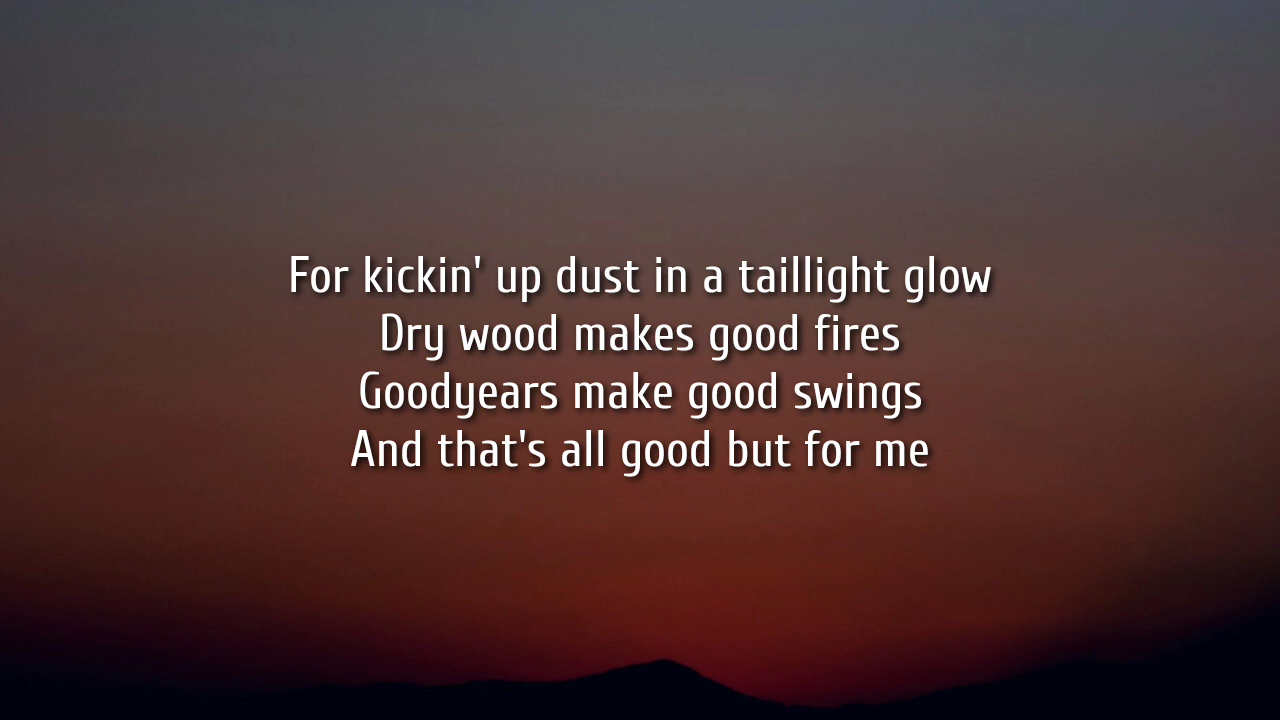 For kickin' up dust in a taillight glow
Dry wood makes good fires
Goodyears make good swings
And that's all good but for me